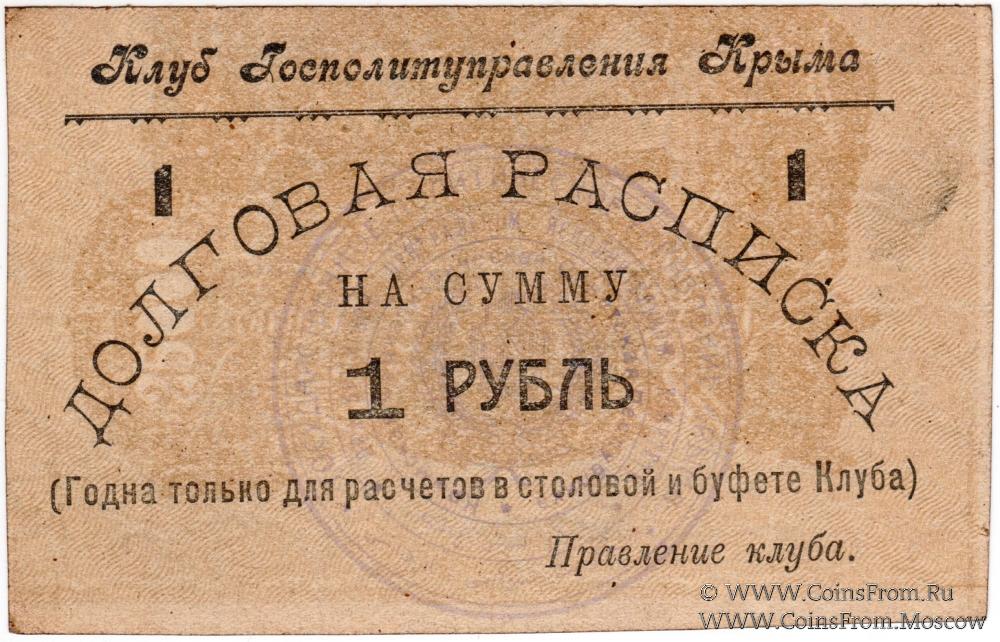 Клуб Госполитуправления Крыма
1 1
ДОЛГОВАЯ РАСПИСКА
НА СУММУ
1 РУБЛЬ
(Годна только для расчетов в столовой и буфете Клуба)
Правление клуба.
© WWW.CoinsFrom.Ru
WWW.CoinsFrom.Moscow